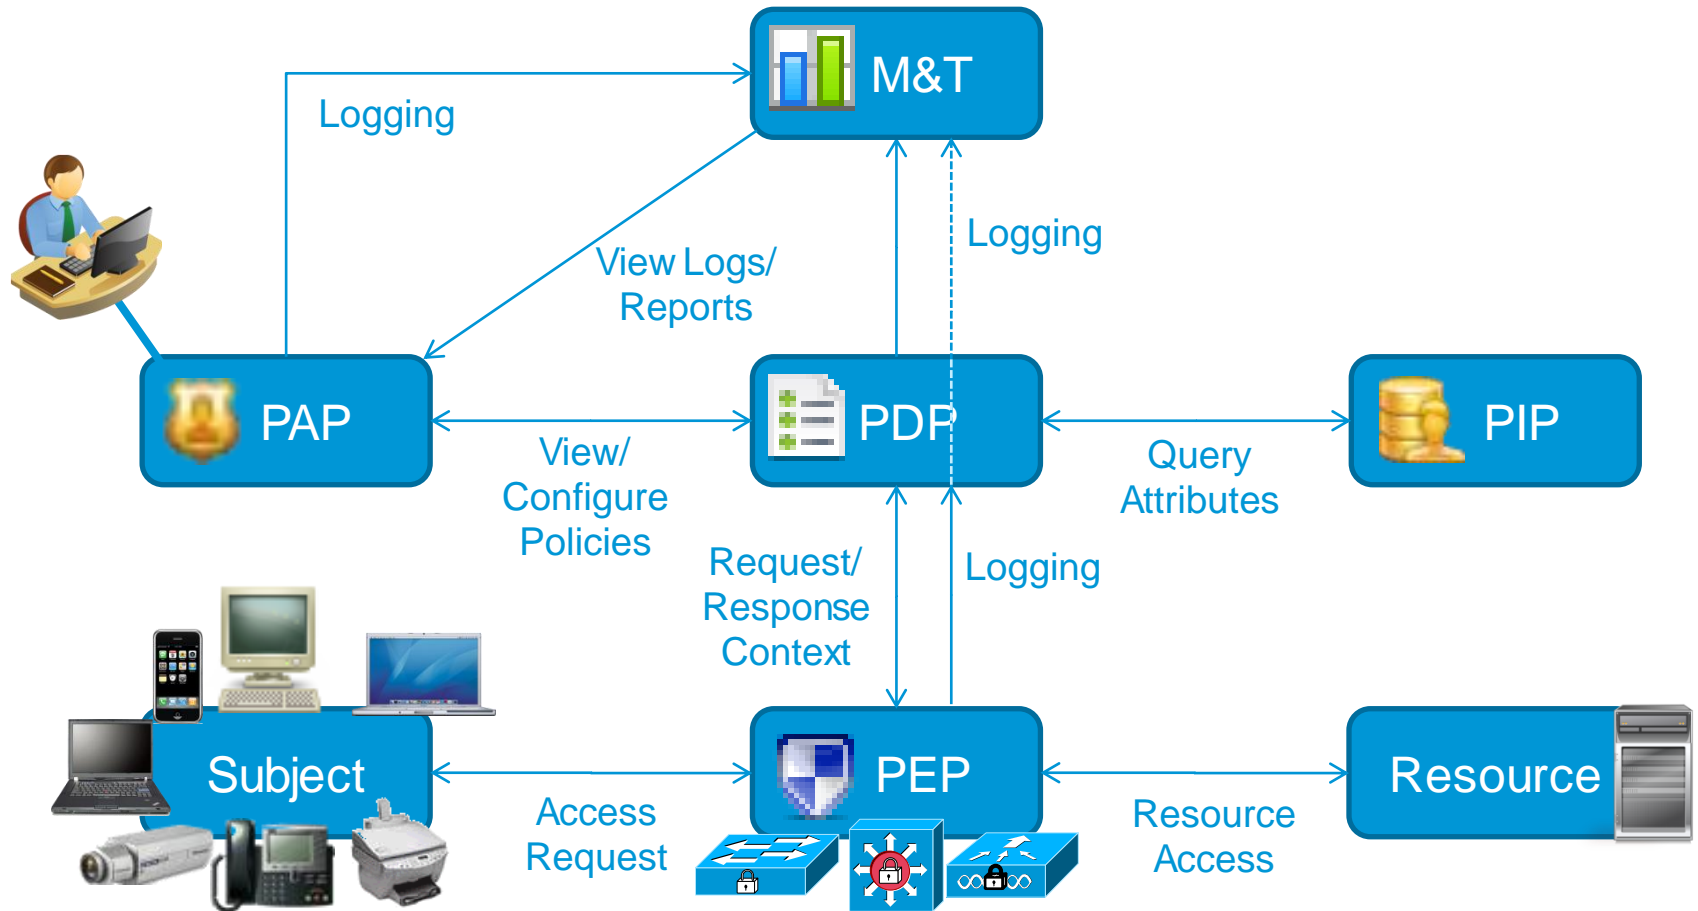 M&T
Logging
Logging
View Logs/
Reports
PAP
PDP
PIP
View/
Configure
Policies
Query
Attributes
Request/
Response
Context
Logging
Subject
PEP
Resource
Access
Request
Resource
Access